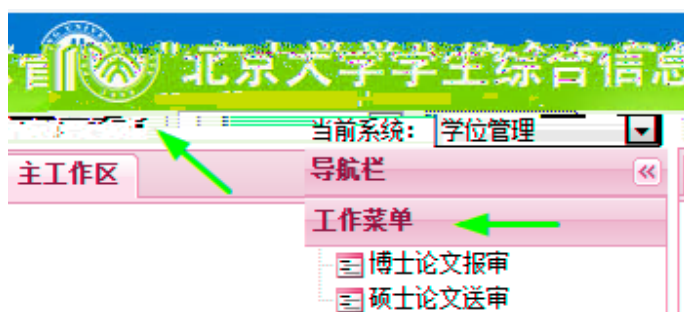 北京大学学生综合信息
当前系统： 学位管理
主工作区
导航栏
工作菜单
博士论文报审
硕士论文送审